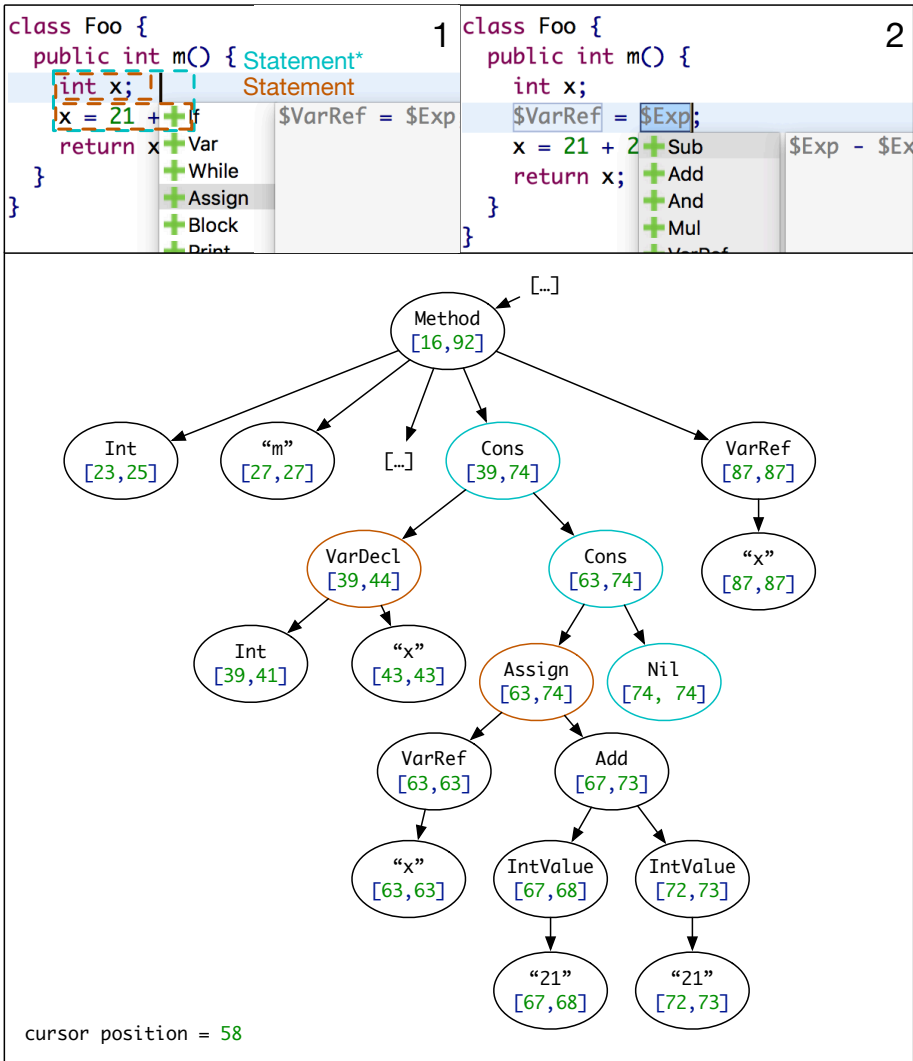 class Foo {
1
public int m() { Statement*
int x; Statement
x = 21 + If $VarRef = $Exp
return x Var
While
}
Assign
}
Block
Print
class Foo {
2
public int m() {
int x;
$VarRef = $Exp;
x = 21 + 2 Sub $Exp - $Ex
return x; Add
} And
} Mul
VarRef
[…]
Method
[16,92]
Int
[23,25]
“m”
[27,27]
[…]
Cons
[39,74]
VarRef
[87,87]
VarDecl
[39,44]
Cons
[63,74]
“x”
[87,87]
Int
[39,41]
“x”
[43,43]
Assign
[63,74]
Nil
[74, 74]
VarRef
[63,63]
Add
[67,73]
“x”
[63,63]
IntValue
[67,68]
IntValue
[72,73]
“21”
[67,68]
“21”
[72,73]
cursor position = 58